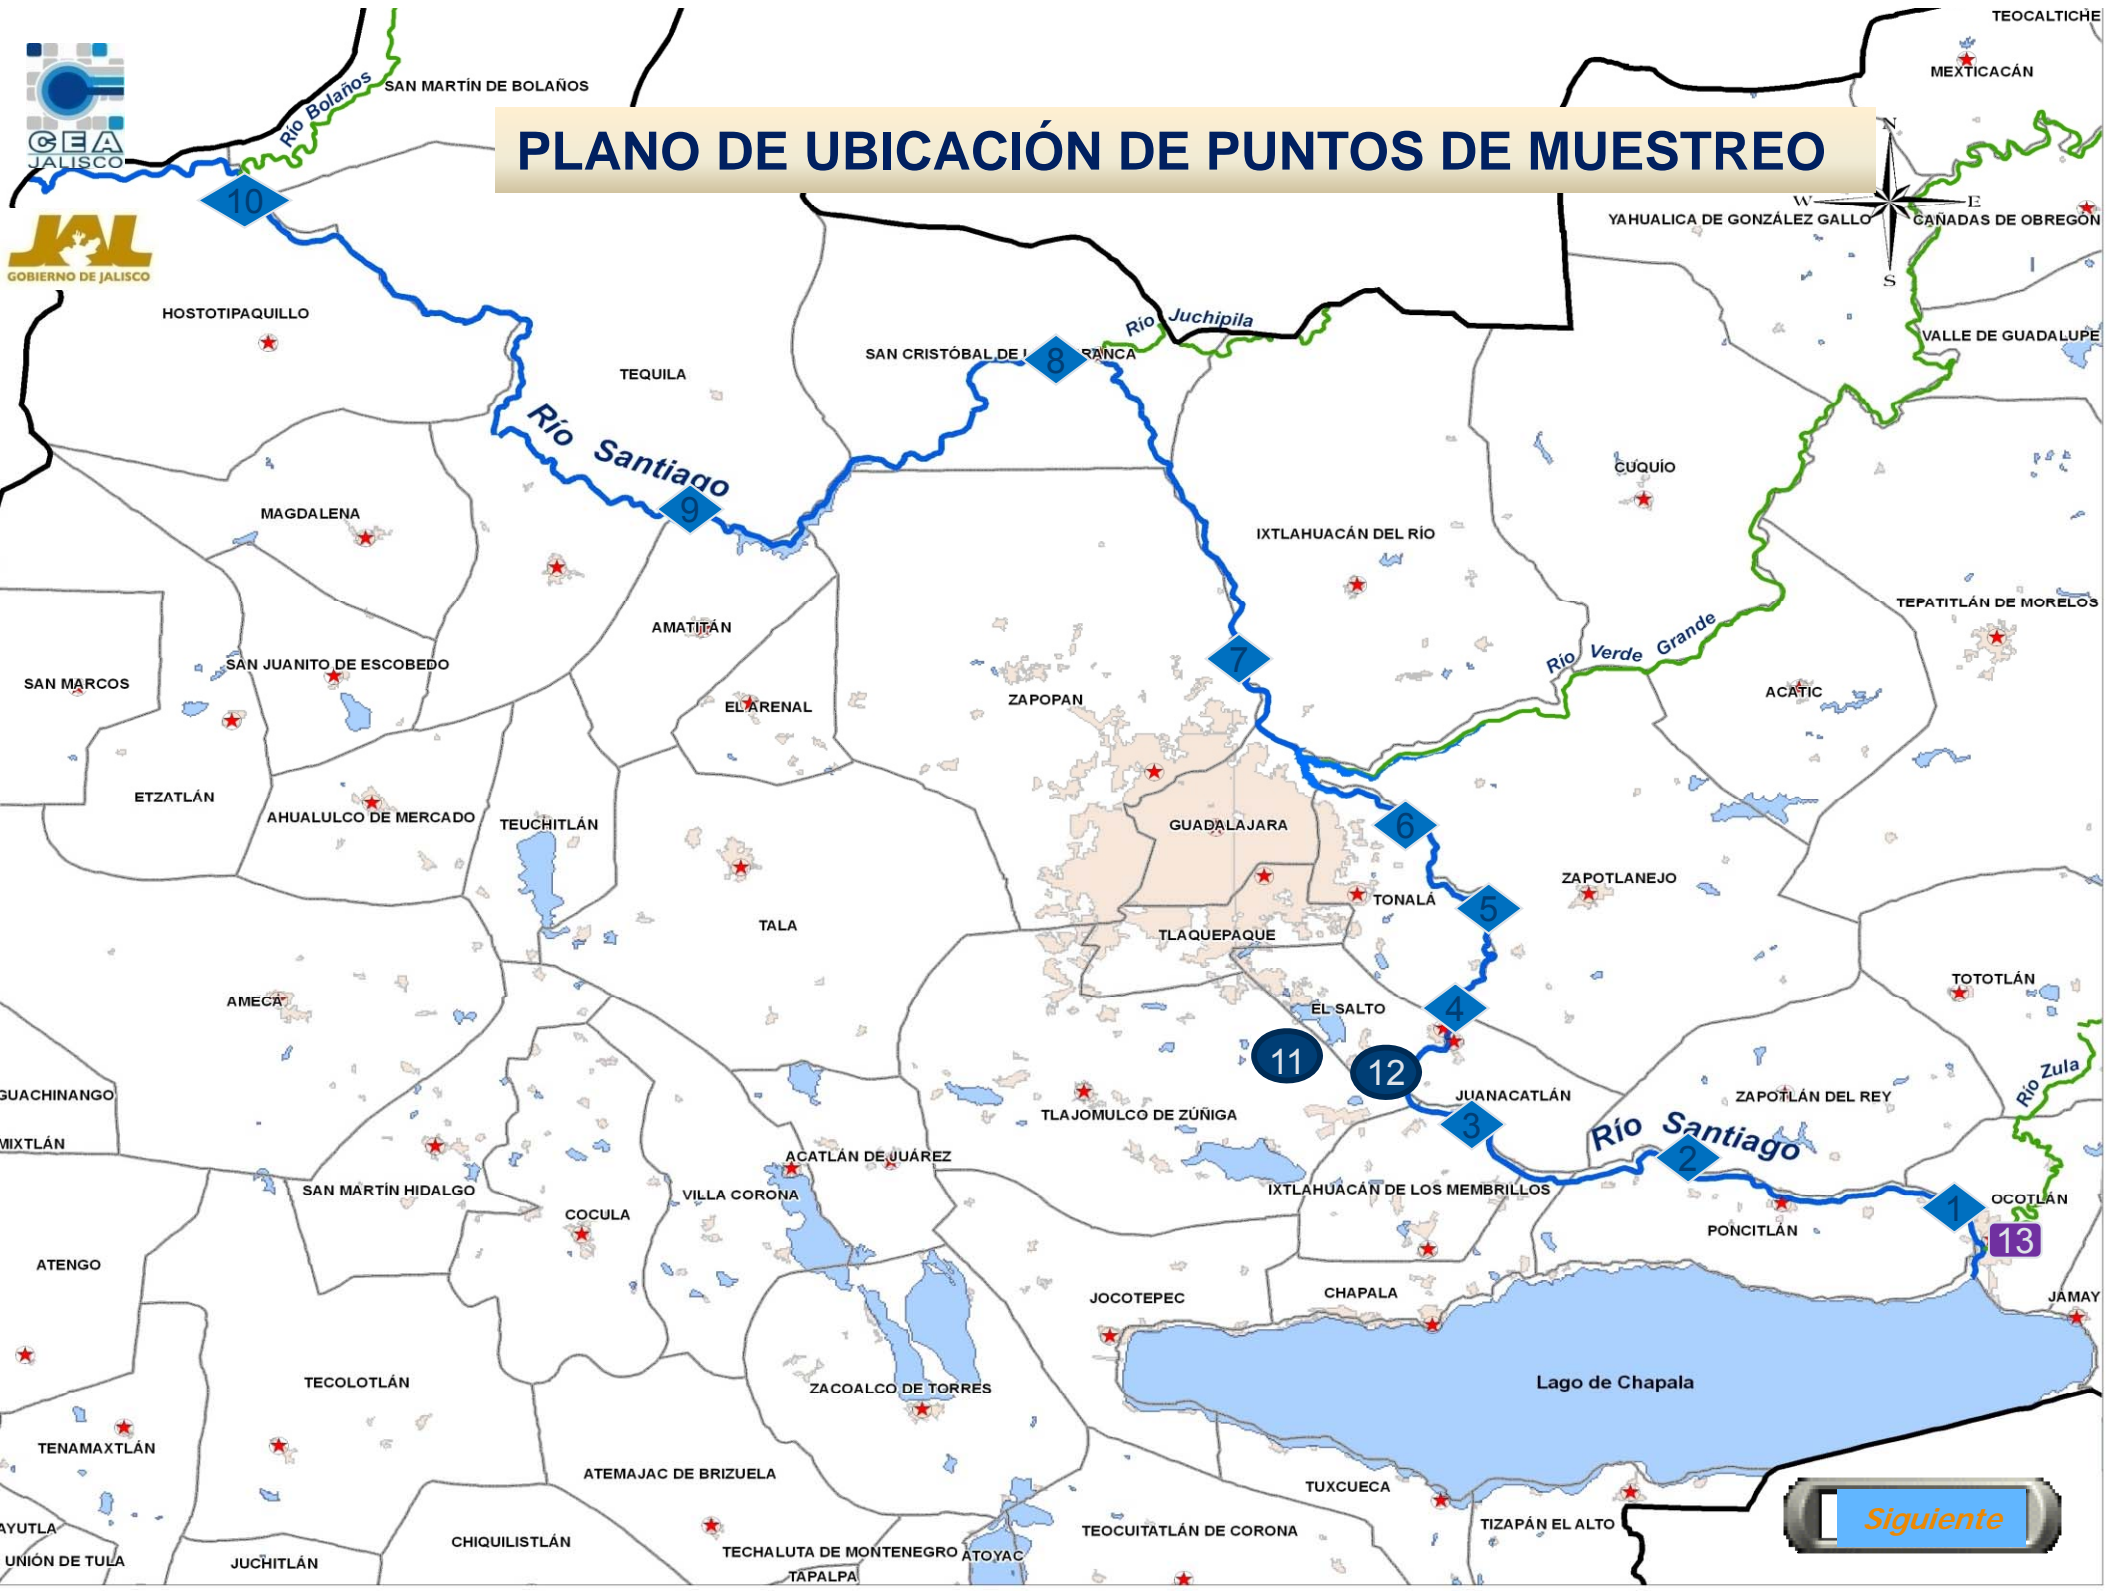 TEOCALTICHE
MEXTICACÁN
SAN MARTÍN DE BOLAÑOS
Río Bolaños
CEA
JALISCO
PLANO DE UBICACIÓN DE PUNTOS DE MUESTREO
N
W
E
S
10
YAHUALICA DE GONZÁLEZ GALLO
CAÑADAS DE OBREGÓN
JAL
GOBIERNO DE JALISCO
HOSTOTIPAQUILLO
Río Juchipila
VALLE DE GUADALUPE
SAN CRISTÓBAL DE L
8
RANCA
TEQUILA
Río Santiago
9
CUQUÍO
MAGDALENA
IXTLAHUACÁN DEL RÍO
TEPATITLÁN DE MORELOS
AMATITÁN
Río Verde Grande
7
SAN JUANITO DE ESCOBEDO
SAN MARCOS
ACATIC
ZAPOPAN
EL ARENAL
ETZATLÁN
AHUALULCO DE MERCADO
TEUCHITLÁN
GUADALAJARA
6
ZAPOTLANEJO
TONALÁ
5
TALA
TLAQUEPAQUE
TOTOTLÁN
AMECA
EL SALTO
4
11
12
Río Zula
GUACHINANGO
JUANACATLÁN
ZAPOTLÁN DEL REY
TLAJOMULCO DE ZÚÑIGA
3
MIXTLÁN
Río Santiago
2
ACATLÁN DE JUÁREZ
SAN MARTÍN HIDALGO
VILLA CORONA
IXTLAHUACÁN DE LOS MEMBRILLOS
OCOTLÁN
1
COCULA
PONCITLÁN
13
ATENGO
CHAPALA
JOCOTEPEC
JAMAY
TECOLOTLÁN
ZACOALCO DE TORRES
Lago de Chapala
TENAMAXTLÁN
ATEMAJAC DE BRIZUELA
TUXCUECA
Siguiente
TIZAPÁN EL ALTO
AYUTLA
TEOCUITATLÁN DE CORONA
CHIQUILISTLÁN
TECHALUTA DE MONTENEGRO
ATOYAC
UNIÓN DE TULA
JUCHITLÁN
TAPALPA